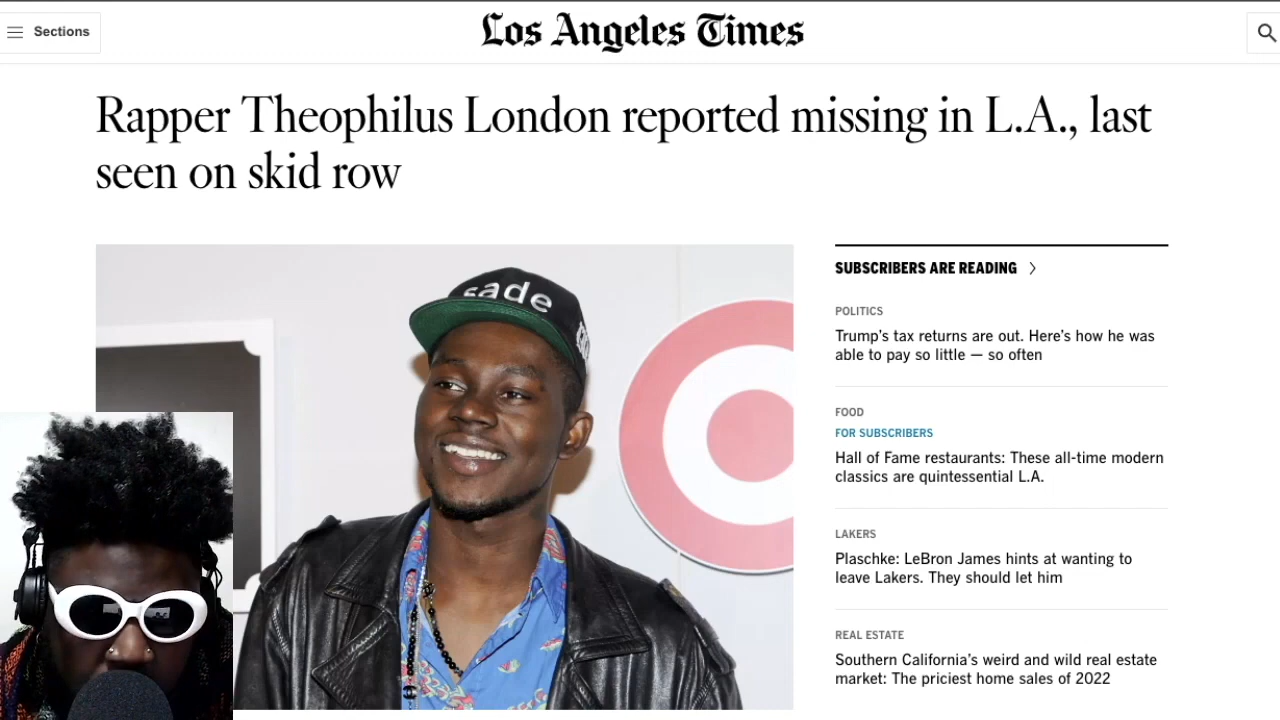 Sections
Los Angeles Times
Rapper Theophilus London reported missing in L.A., last
seen on skid row
sade
SUBSCRIBERS ARE READING
POLITICS
Trump’s tax returns are out. Here’s how he was
able to pay so little — so often
FOOD
FOR SUBSCRIBERS
Hall of Fame restaurants: These all-time modern
classics are quintessential L.A.
LAKERS
Plaschke: LeBron James hints at wanting to
leave Lakers. They should let him
REAL ESTATE
Southern California’s weird and wild real estate
market: The priciest home sales of 2022